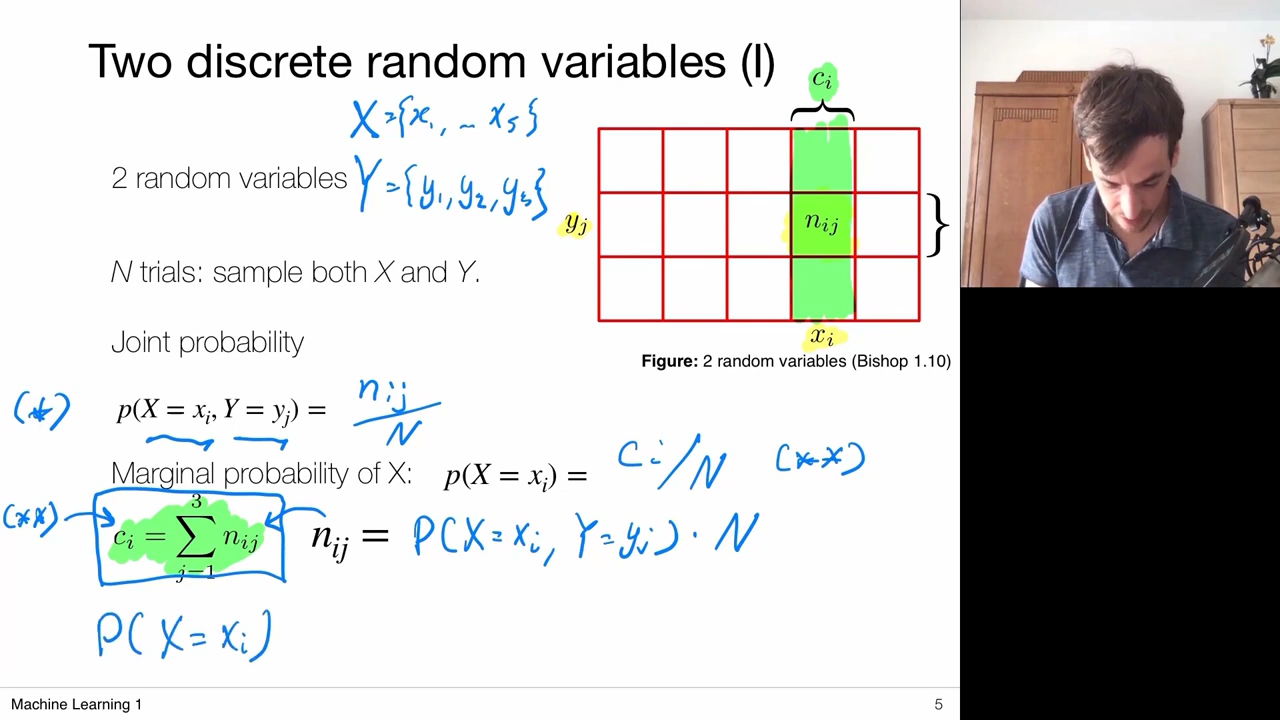 Two discrete random variables (I)
X = {x₁, .. x₅}
2 random variables Y = {y₁, y₂, y₃}
cᵢ
yⱼ
nᵢⱼ
}
xᵢ
N trials: sample both X and Y.
Figure: 2 random variables (Bishop 1.10)
Joint probability
(*) p(X = xᵢ, Y = yⱼ) = nᵢⱼ / N
Marginal probability of X: p(X = xᵢ) = cᵢ / N (**)
(**) cᵢ = ∑_{j=1}^{3} nᵢⱼ nᵢⱼ = P(X = xᵢ, Y = yⱼ) · N
P(X = xᵢ)
Machine Learning 1
5